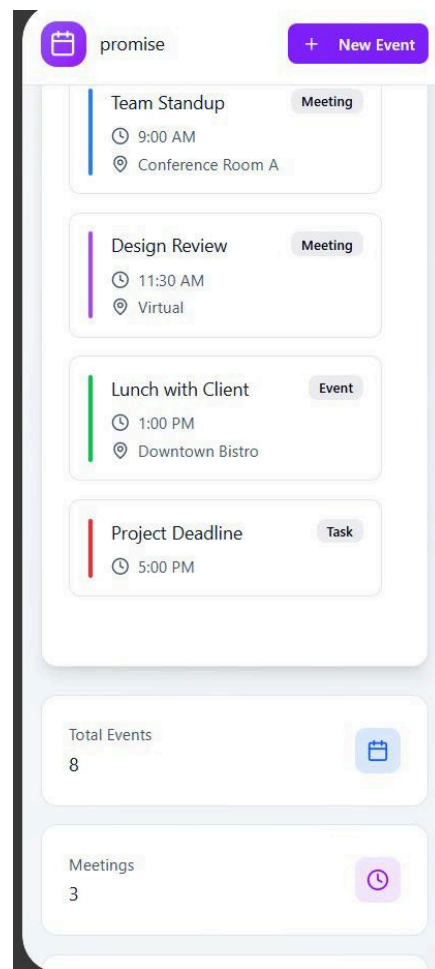 promise
+ New Event
Team Standup
Meeting
9:00 AM
Conference Room A
Design Review
Meeting
11:30 AM
Virtual
Lunch with Client
Event
1:00 PM
Downtown Bistro
Project Deadline
Task
5:00 PM
Total Events
8
Meetings
3